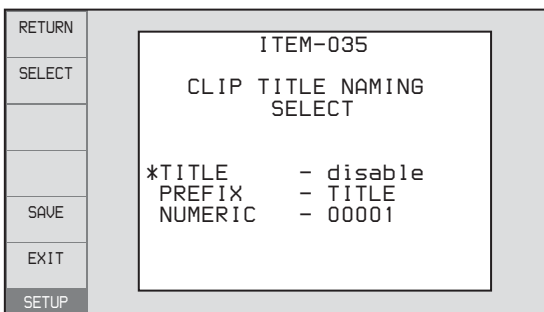 RETURN
SELECT
SAVE
EXIT
SETUP
ITEM-035
CLIP TITLE NAMING
SELECT
*TITLE - disable
PREFIX - TITLE
NUMERIC - 00001